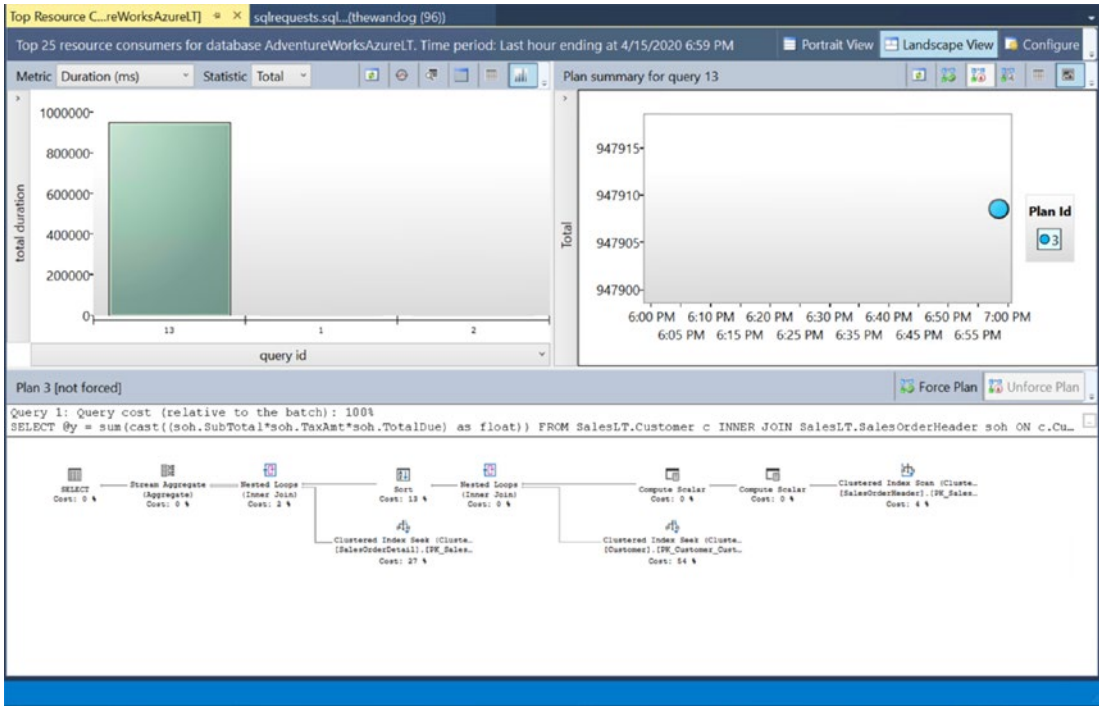 Top Resource C...reWorksAzureLT]
sqlrequests.sql...(thewandog (96))
Top 25 resource consumers for database AdventureWorksAzureLT. Time period: Last hour ending at 4/15/2020 6:59 PM
Portrait View
Landscape View
Configure
Metric Duration (ms)
Statistic Total
1000000
800000
600000
400000
200000
0
total duration
13 1 2
query id
Plan summary for query 13
947915
947910
947905
947900
Total
6:00 PM 6:10 PM 6:20 PM 6:30 PM 6:40 PM 6:50 PM 7:00 PM
6:05 PM 6:15 PM 6:25 PM 6:35 PM 6:45 PM 6:55 PM
Plan Id
3
Plan 3 [not forced]
Force Plan
Unforce Plan
Query 1: Query cost (relative to the batch): 100%
SELECT @y = sum(cast((soh.SubTotal*soh.TaxAmt*soh.TotalDue) as float)) FROM SalesLT.Customer c INNER JOIN SalesLT.SalesOrderHeader soh ON c.Cu...
SELECT
Cost: 0 %
Stream Aggregate
(Aggregate)
Cost: 0 %
Nested Loops
(Inner Join)
Cost: 2 %
Sort
Cost: 13 %
Nested Loops
(Inner Join)
Cost: 0 %
Compute Scalar
Cost: 0 %
Compute Scalar
Cost: 0 %
Clustered Index Scan (Cluste...
[SalesOrderHeader].[PK_Sales...
Cost: 4 %
Clustered Index Seek (Cluste...
[SalesOrderDetail].[PK_Sales...
Cost: 27 %
Clustered Index Seek (Cluste...
[Customer].[PK_Customer_Cust...
Cost: 54 %